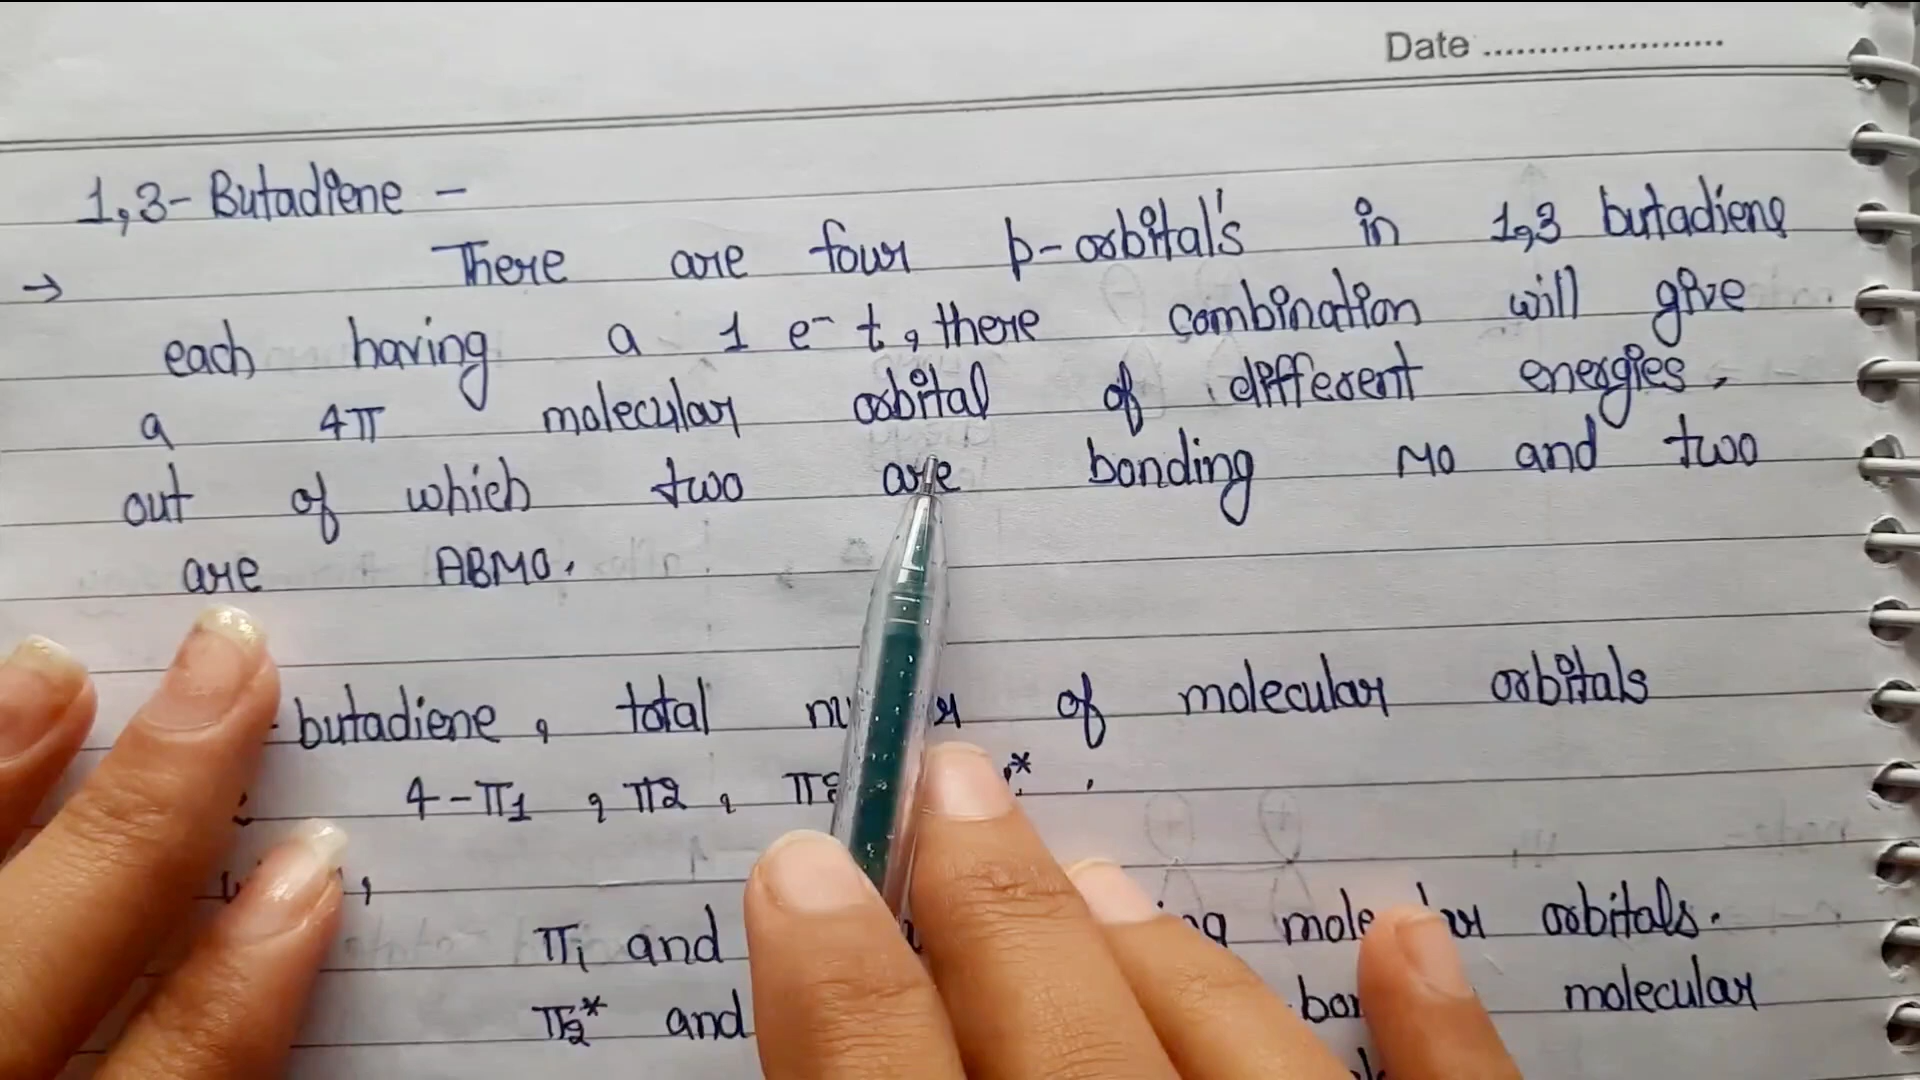 Date ........................
1,3- Butadiene -
→ There are four p-orbital's in 1,3 butadiene
each having a 1 e- t, there combination will give
a 4π molecular orbital of different energies,
out of which two are bonding MO and two
are ABMO.
-butadiene, total of molecular orbitals
4-π1, π2,
π1 and orbitals.
π2* and molecular